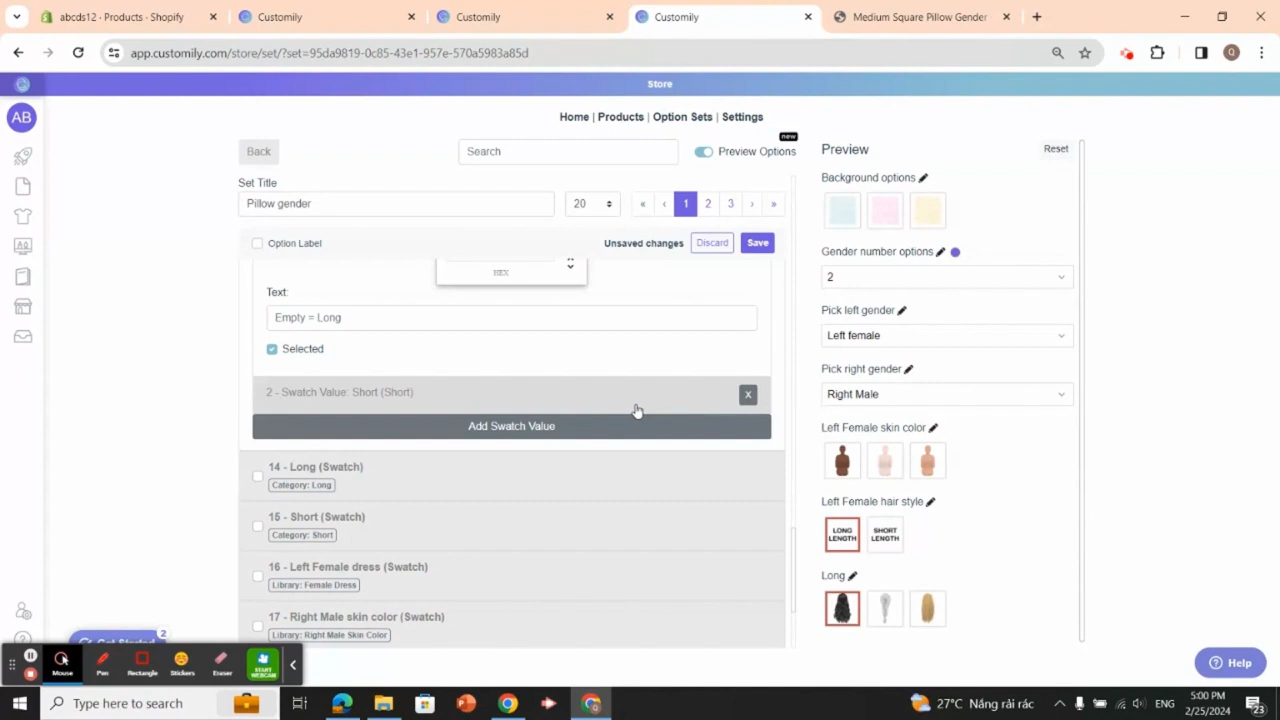 abcds12 · Products · Shopify
Customily
Customily
Customily
Medium Square Pillow Gender
app.customily.com/store/set/?set=95da9819-0c85-43e1-957e-570a5983a85d
Q
Store
AB
Home | Products | Option Sets | Settings
new
Back
Search
Preview Options
Set Title
Pillow gender
20
« ‹ 1 2 3 › »
Option Label
Unsaved changes
Discard
Save
HEX
Text:
Empty = Long
Selected
2 - Swatch Value: Short (Short)
X
Add Swatch Value
14 - Long (Swatch)
Category: Long
15 - Short (Swatch)
Category: Short
16 - Left Female dress (Swatch)
Library: Female Dress
17 - Right Male skin color (Swatch)
Library: Right Male Skin Color
Preview
Reset
Background options
Gender number options
2
Pick left gender
Left female
Pick right gender
Right Male
Left Female skin color
Left Female hair style
LONG
LENGTH
SHORT
LENGTH
Long
Get Started
2
Mouse
Pen
Rectangle
Stickers
Eraser
START
WEBCAM
Help
Type here to search
27°C Nắng rải rác
ENG
5:00 PM
2/25/2024
23